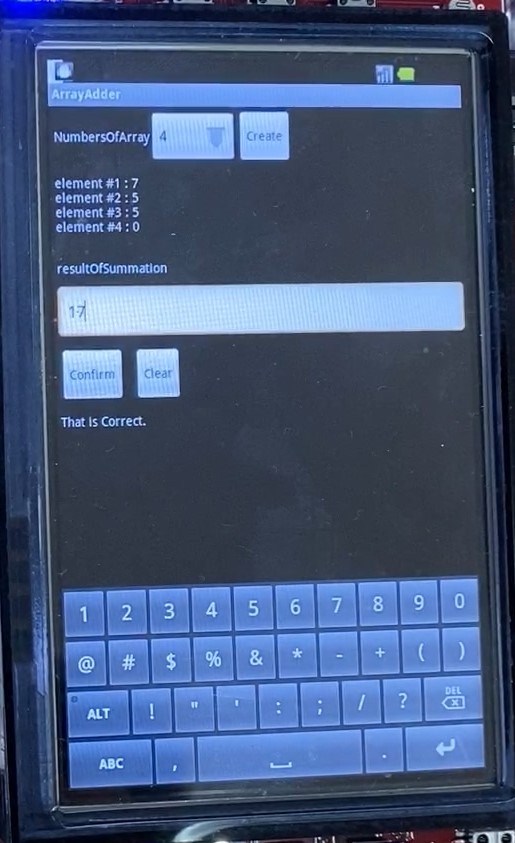 ArrayAdder
NumbersOfArray 4 Create
element #1 : 7
element #2 : 5
element #3 : 5
element #4 : 0
resultOfSummation
17
Confirm Clear
That is Correct.
1 2 3 4 5 6 7 8 9 0
@ # $ % & * - + ( )
ALT ! " ' : ; / ? DEL
ABC , .